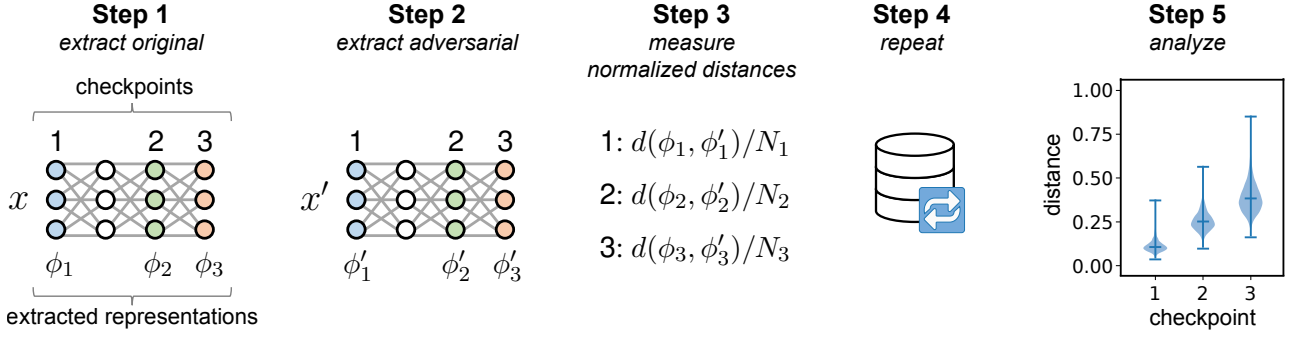 Step 1
extract original
checkpoints
1 2 3
x
ϕ₁ ϕ₂ ϕ₃
extracted representations
Step 2
extract adversarial
1 2 3
x′
ϕ′₁ ϕ′₂ ϕ′₃
Step 3
measure
normalized distances
1: d(ϕ₁, ϕ′₁)/N₁
2: d(ϕ₂, ϕ′₂)/N₂
3: d(ϕ₃, ϕ′₃)/N₃
Step 4
repeat
Step 5
analyze
distance
1.00
0.75
0.50
0.25
0.00
1 2 3
checkpoint